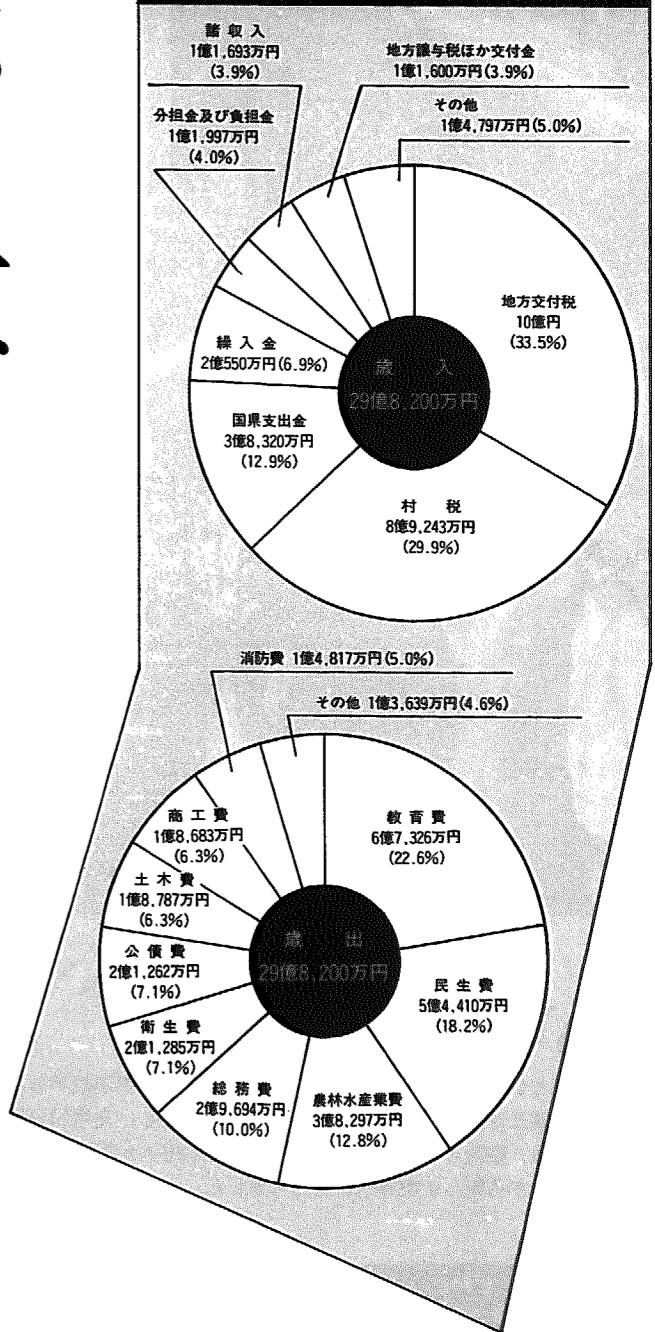 諸収入
1億1,693万円
(3.9%)
地方譲与税ほか交付金
1億1,600万円(3.9%)
その他
1億4,797万円(5.0%)
分担金及び負担金
1億1,997万円
(4.0%)
地方交付税
10億円
(33.5%)
繰入金
2億550万円(6.9%)
歳入
29億8,200万円
国県支出金
3億8,320万円
(12.9%)
村税
8億9,243万円
(29.9%)
消防費 1億4,817万円(5.0%)
その他 1億3,639万円(4.6%)
商工費
1億8,683万円
(6.3%)
教育費
6億7,326万円
(22.6%)
土木費
1億8,787万円
(6.3%)
歳出
29億8,200万円
公債費
2億1,262万円
(7.1%)
民生費
5億4,410万円
(18.2%)
衛生費
2億1,285万円
(7.1%)
総務費
2億9,694万円
(10.0%)
農林水産業費
3億8,297万円
(12.8%)